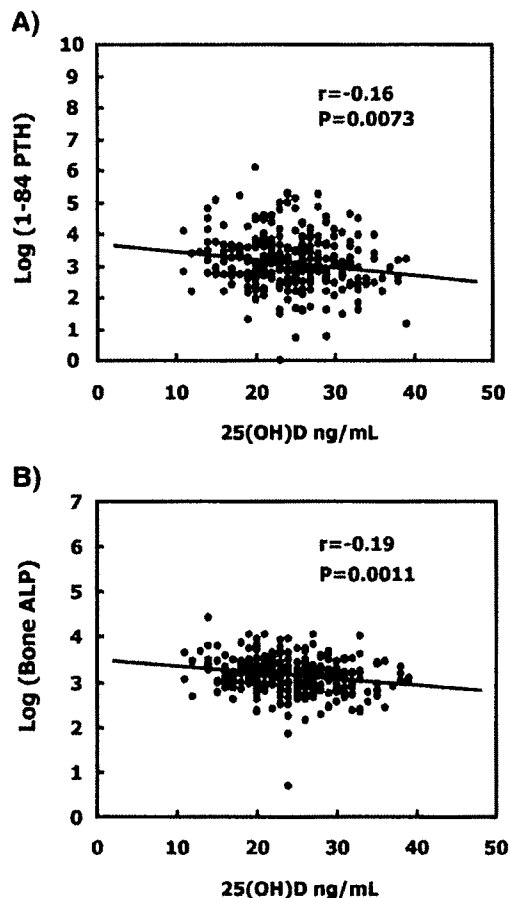 A)
10
9
8
7
6
5
4
3
2
1
0
Log (1-84 PTH)
r=-0.16
P=0.0073
0 10 20 30 40 50
25(OH)D ng/mL
B)
7
6
5
4
3
2
1
0
Log (Bone ALP)
r=-0.19
P=0.0011
0 10 20 30 40 50
25(OH)D ng/mL